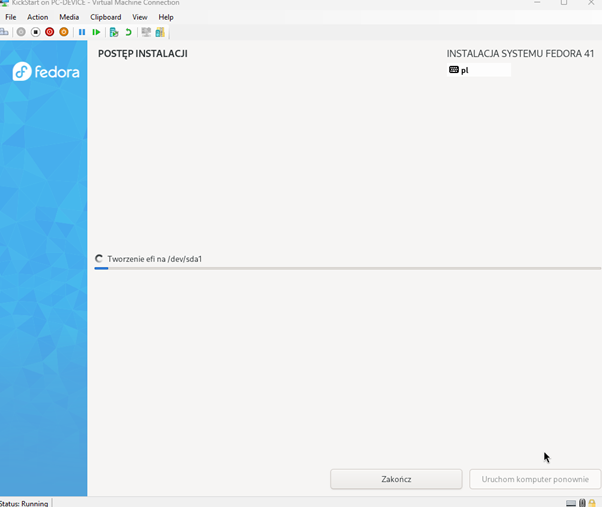 KickStart on PC-DEVICE - Virtual Machine Connection
File Action Media Clipboard View Help
fedora
POSTĘP INSTALACJI
INSTALACJA SYSTEMU FEDORA 41
pl
Tworzenie efi na /dev/sda1
Zakończ
Uruchom komputer ponownie
Status: Running